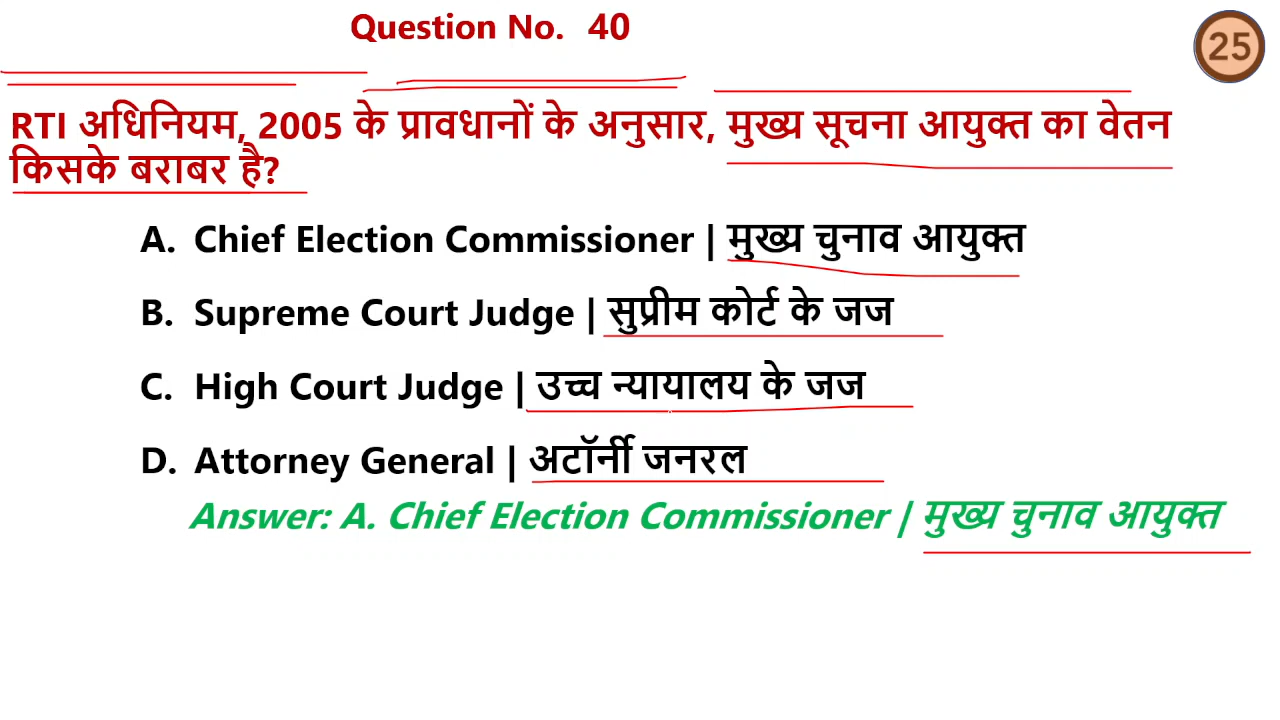 Question No. 40
25
RTI अधिनियम, 2005 के प्रावधानों के अनुसार, मुख्य सूचना आयुक्त का वेतन
किसके बराबर है?
A. Chief Election Commissioner | मुख्य चुनाव आयुक्त
B. Supreme Court Judge | सुप्रीम कोर्ट के जज
C. High Court Judge | उच्च न्यायालय के जज
D. Attorney General | अटॉर्नी जनरल
Answer: A. Chief Election Commissioner | मुख्य चुनाव आयुक्त